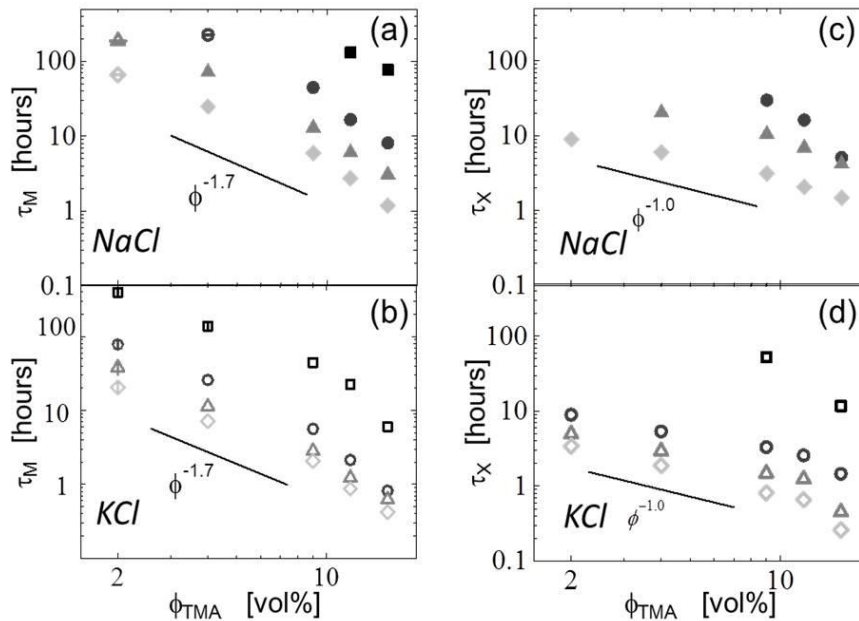 (a)
100
10
1
0.1
τM [hours]
ϕ-1.7
NaCl
(c)
100
10
1
0.1
τX [hours]
ϕ-1.0
NaCl
(b)
100
10
1
τM [hours]
ϕ-1.7
KCl
2
10
ϕTMA [vol%]
(d)
100
10
1
0.1
τX [hours]
ϕ-1.0
KCl
2
10
ϕTMA [vol%]